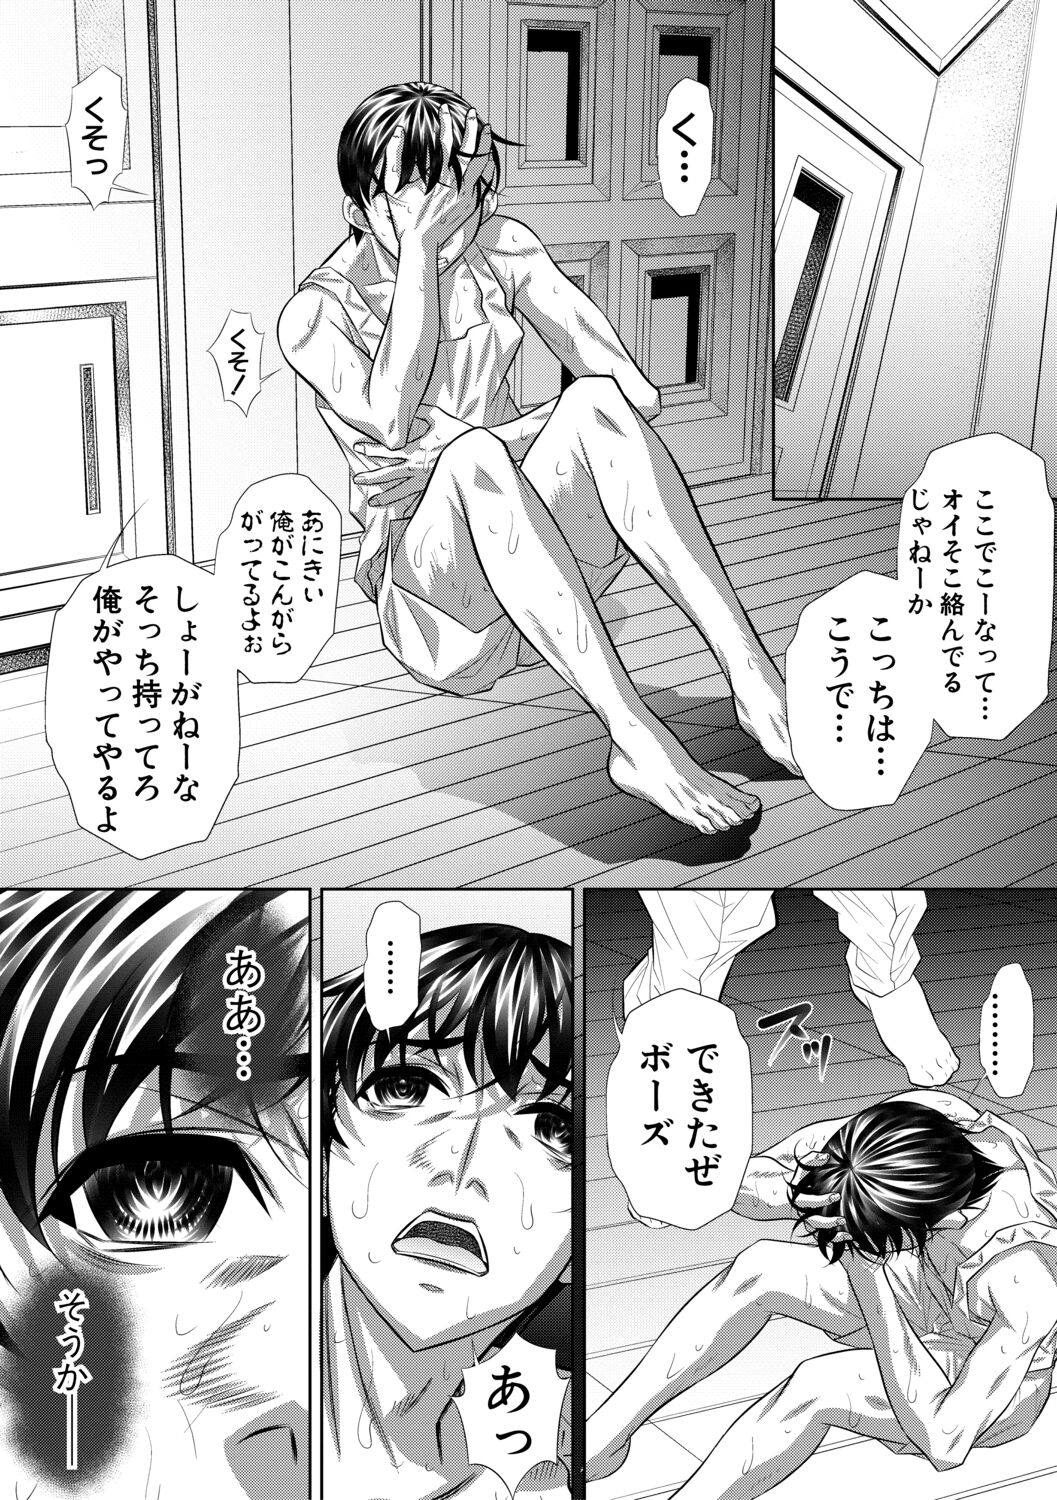 く…
くそっ
くそ!
ここでこーなって…
オイそこ絡んでる
じゃねーか
こっちは…
こうで…
あにきぃ
俺がこんがら
がってるよぉ
しょーがねーな
そっち持ってろ
俺がやってやるよ
………
スッ
できたぜ
ボーズ
……
あっ
ああ…
そうか──